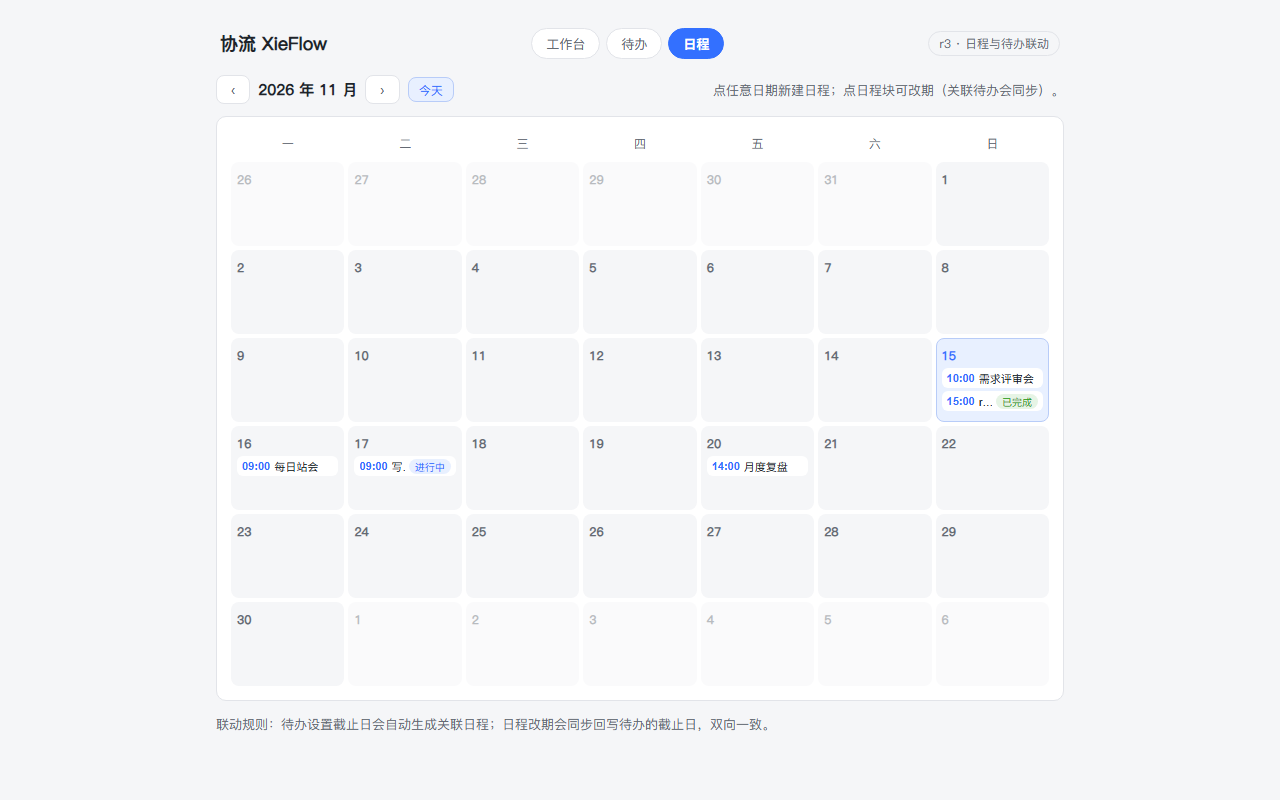 协流 XieFlow 工作台 待办 日程 r3 · 日程与待办联动
‹ 2026 年 11 月 › 今天 点任意日期新建日程；点日程块可改期（关联待办会同步）。
一 二 三 四 五 六 日
26 27 28 29 30 31 1
2 3 4 5 6 7 8
9 10 11 12 13 14 15
10:00 需求评审会
15:00 r... 已完成
16 17 18 19 20 21 22
09:00 每日站会 09:00 写. 进行中 14:00 月度复盘
23 24 25 26 27 28 29
30 1 2 3 4 5 6
联动规则：待办设置截止日会自动生成关联日程；日程改期会同步回写待办的截止日，双向一致。